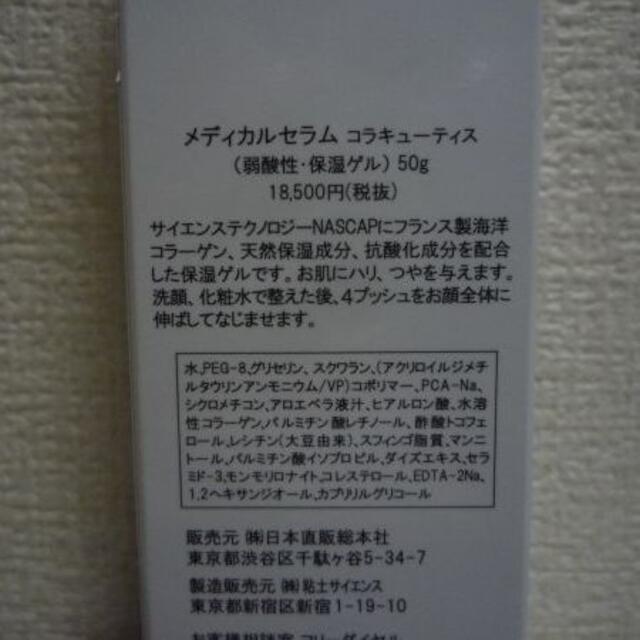 メディカルセラム コラキューティス
(弱酸性・保湿ゲル) 50g
18,500円(税抜)
サイエンステクノロジーNASCAPにフランス製海洋
コラーゲン、天然保湿成分、抗酸化成分を配合
した保湿ゲルです。お肌にハリ、つやを与えます。
洗顔、化粧水で整えた後、4プッシュをお顔全体に
伸ばしてなじませます。
水,PEG-8,グリセリン、スクワラン、(アクリロイルジメチ
ルタウリンアンモニウム/VP)コポリマー、PCA-Na、
シクロメチコン,アロエベラ液汁、ヒアルロン酸、水溶
性コラーゲン,パルミチン酸レチノール、酢酸トコフェ
ロール,レシチン(大豆由来)、スフィンゴ脂質,マンニ
トール,パルミチン酸イソプロピル、ダイズエキス,セラ
ミド-3,モンモリロナイト,コレステロール,EDTA-2Na,
1,2ヘキサンジオール,カプリリルグリコール
販売元 ㈱日本直販総本社
東京都渋谷区千駄ヶ谷5-34-7
製造販売元 ㈱粘土サイエンス
東京都新宿区新宿1-19-10
お客様相談室 フリーダイヤル